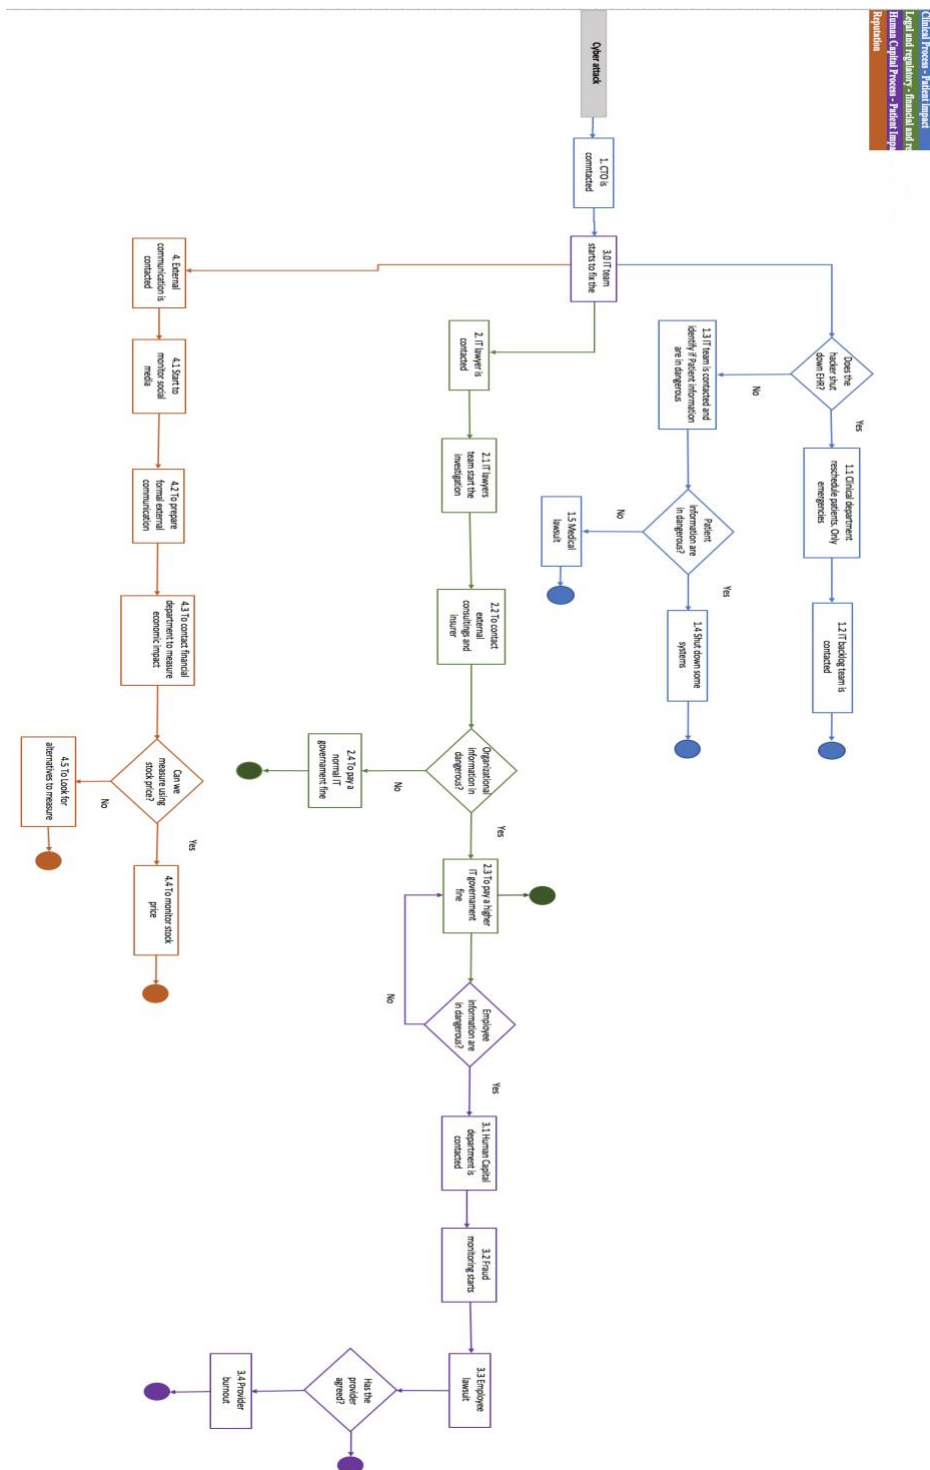 Clinical Process - Patient Impact
Legal and regulatory - financial and re
Human Capital Process - Patient Impa
Reputation
Cyber attack
1. CTO is
comntacted
3.0 IT team
starts to fix the
Does the
hacker shut
down EHR?
Yes
No
1.1 Clinical department
reschedule patients. Only
emergencies
1.2 IT backlog team is
contacted
1.3 IT team is contacted and
identify if Patient information
are in dangerous
Patient
information are
in dangerous?
Yes
No
1.4 Shut down some
systems
1.5 Medical
lawsuit
2. IT lawyer is
contacted
2.1 IT lawyers
team start the
investigation
2.2 To contact
external
consultings and
insurer
Organizational
information in
dangerous?
Yes
No
2.3 To pay a higher
IT governament
fine
2.4 To pay a
normal IT
governament fine
Employee
information are
in dangerous?
Yes
No
3.1 Human Capital
department is
contacted
3.2 Fraud
monitoring starts
3.3 Employee
lawsuit
Has the
provider
agreed?
3.4 Provider
burnout
4. External
communication is
contacted
4.1 Start to
monitor social
media
4.2 To prepare
formal external
communication
4.3 To contact financial
department to measure
economic impact
Can we
measure using
stock price?
Yes
No
4.4 To monitor stock
price
4.5 To Look for
alternatives to measure